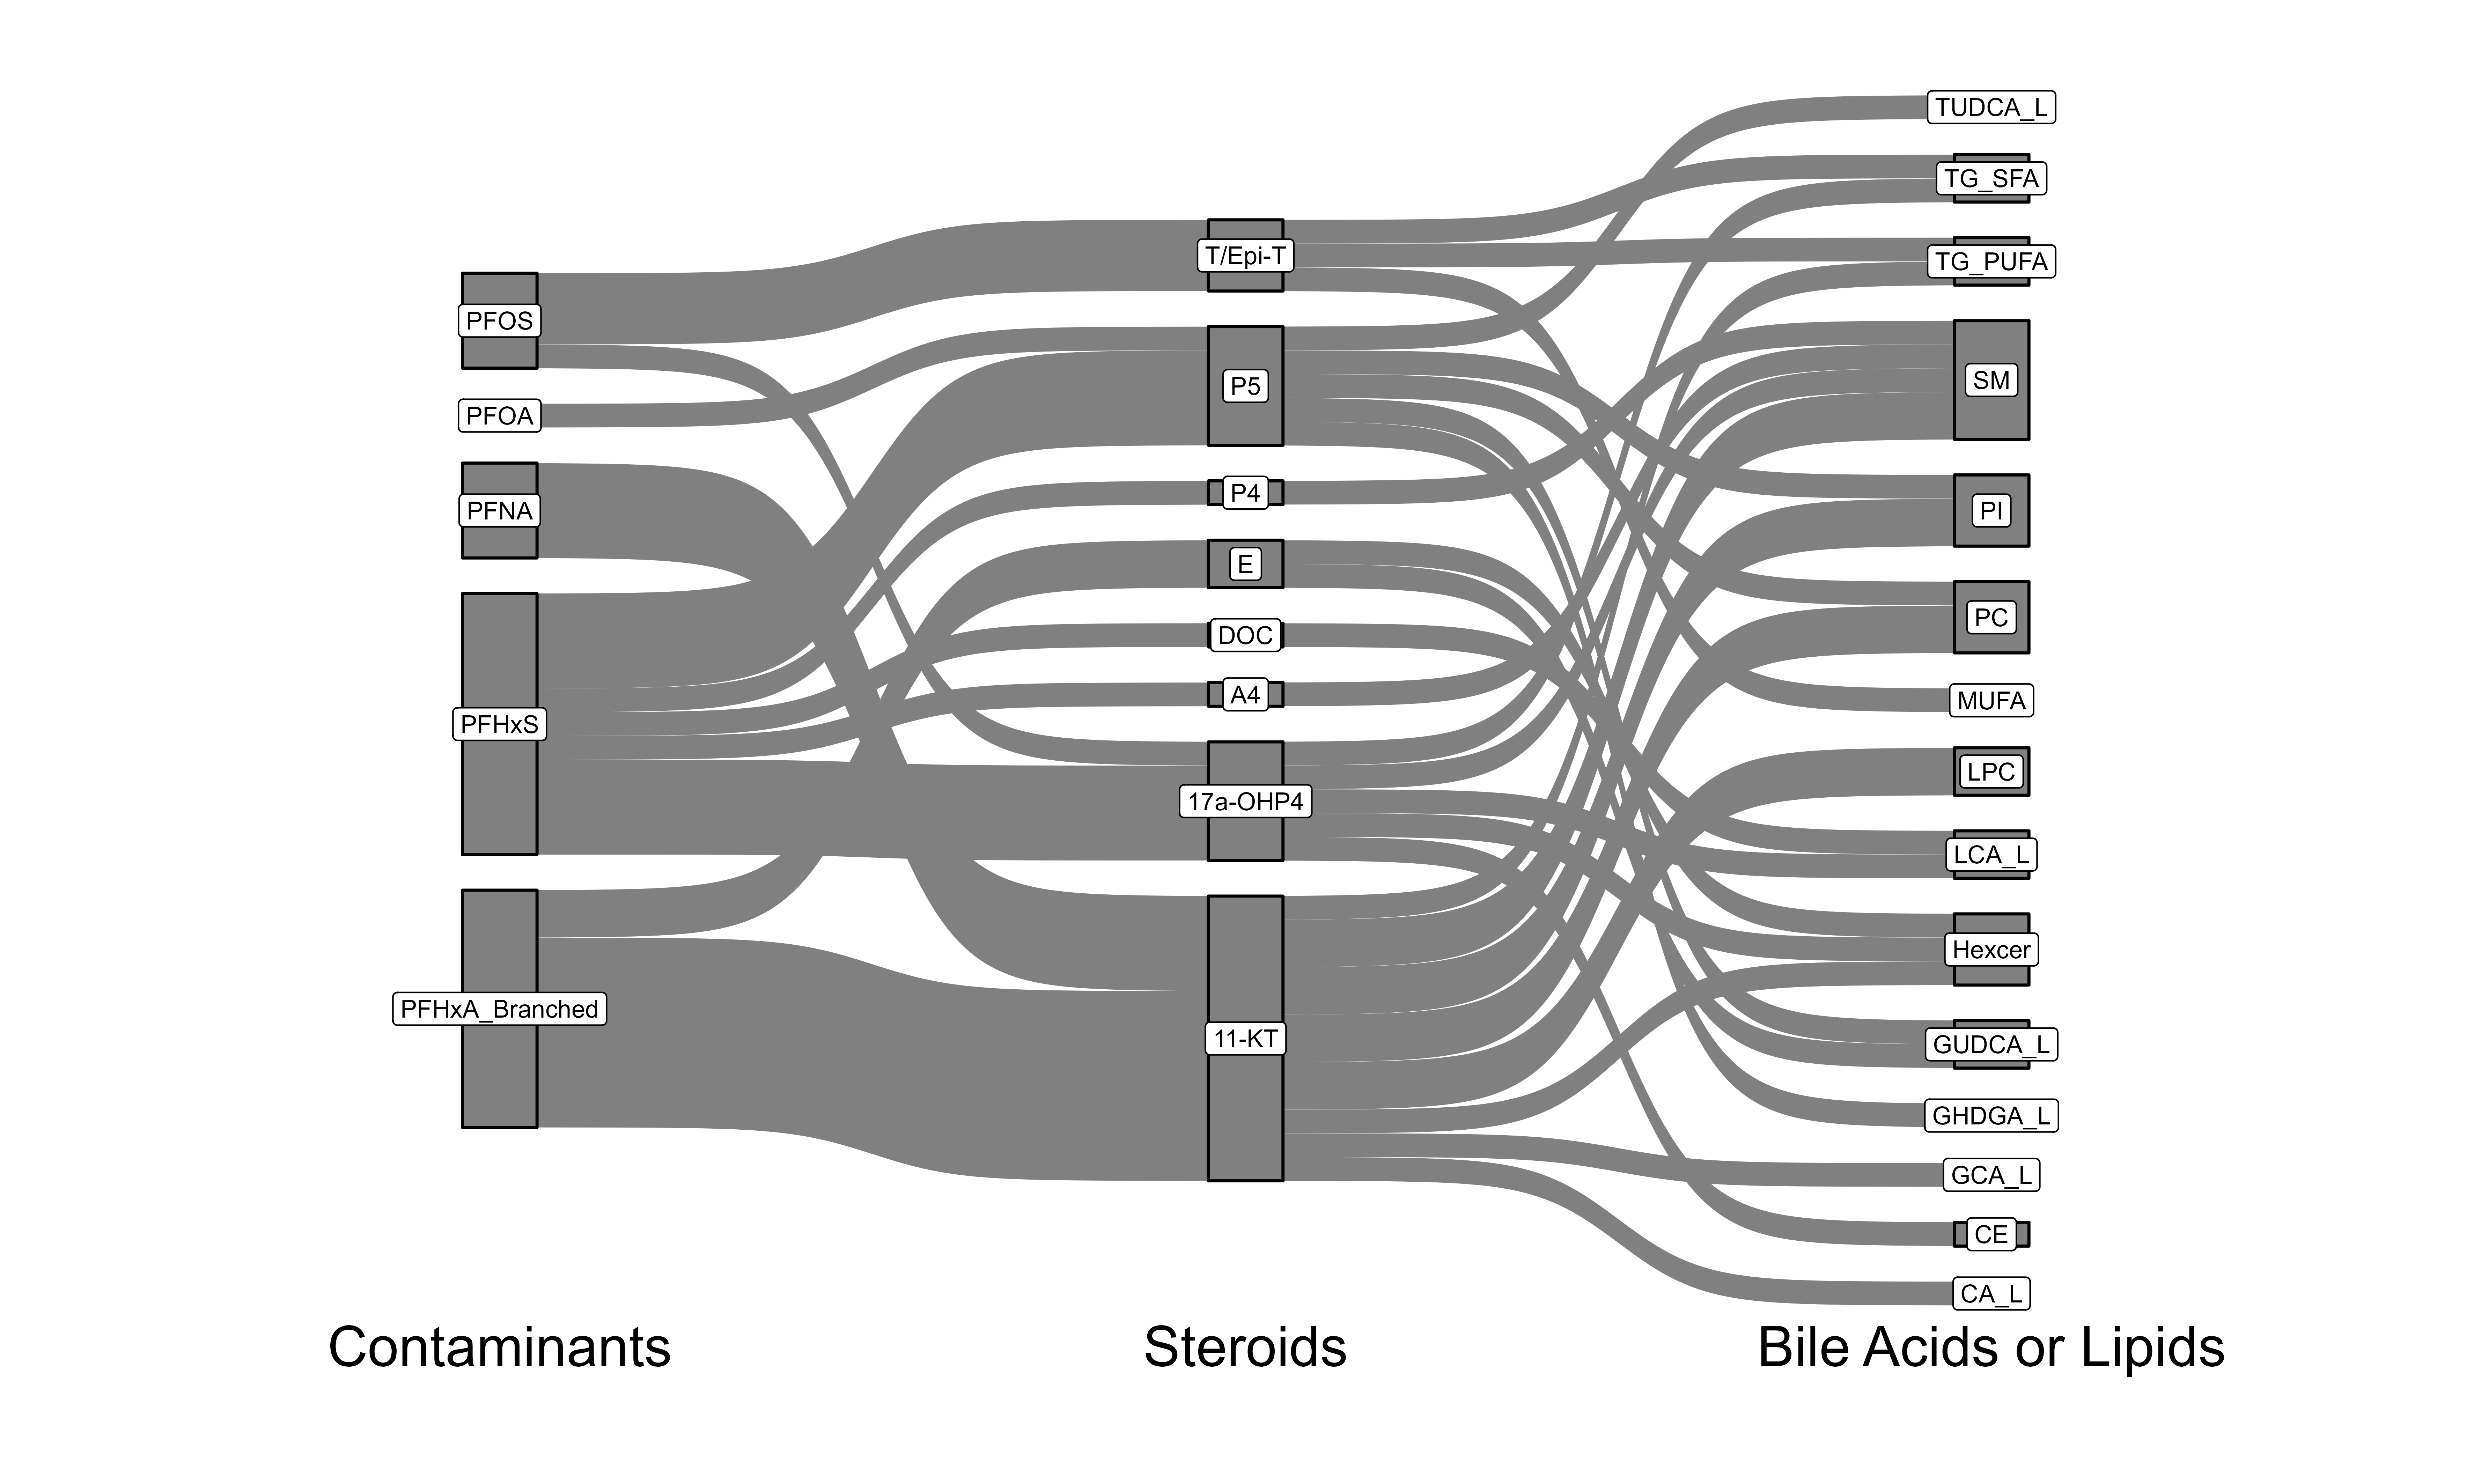 PFOS
PFOA
PFNA
PFHxS
PFHxA_Branched
Contaminants
T/Epi-T
P5
P4
E
DOC
A4
17a-OHP4
11-KT
Steroids
TUDCA_L
TG_SFA
TG_PUFA
SM
PI
PC
MUFA
LPC
LCA_L
Hexcer
GUDCA_L
GHDGA_L
GCA_L
CE
CA_L
Bile Acids or Lipids